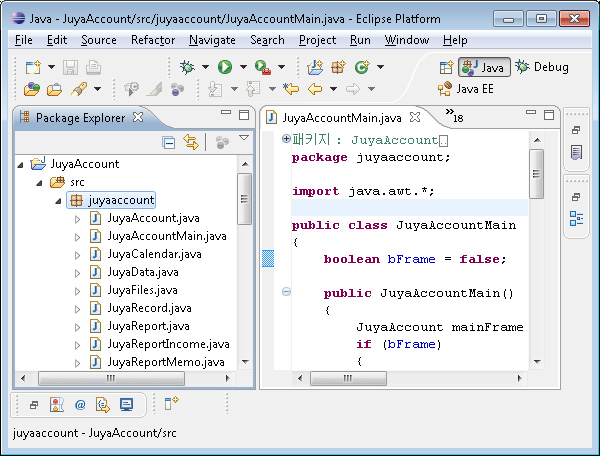 Java - JuyaAccount/src/juyaaccount/JuyaAccountMain.java - Eclipse Platform
File Edit Source Refactor Navigate Search Project Run Window Help
Java
Debug
Java EE
Package Explorer
JuyaAccount
src
juyaaccount
JuyaAccount.java
JuyaAccountMain.java
JuyaCalendar.java
JuyaData.java
JuyaFiles.java
JuyaRecord.java
JuyaReport.java
JuyaReportIncome.java
JuyaReportMemo.java
JuyaAccountMain.java
»18
패키지 : JuyaAccount
package juyaaccount;
import java.awt.*;
public class JuyaAccountMain
{
boolean bFrame = false;
public JuyaAccountMain()
{
JuyaAccount mainFrame
if (bFrame)
{
juyaaccount - JuyaAccount/src